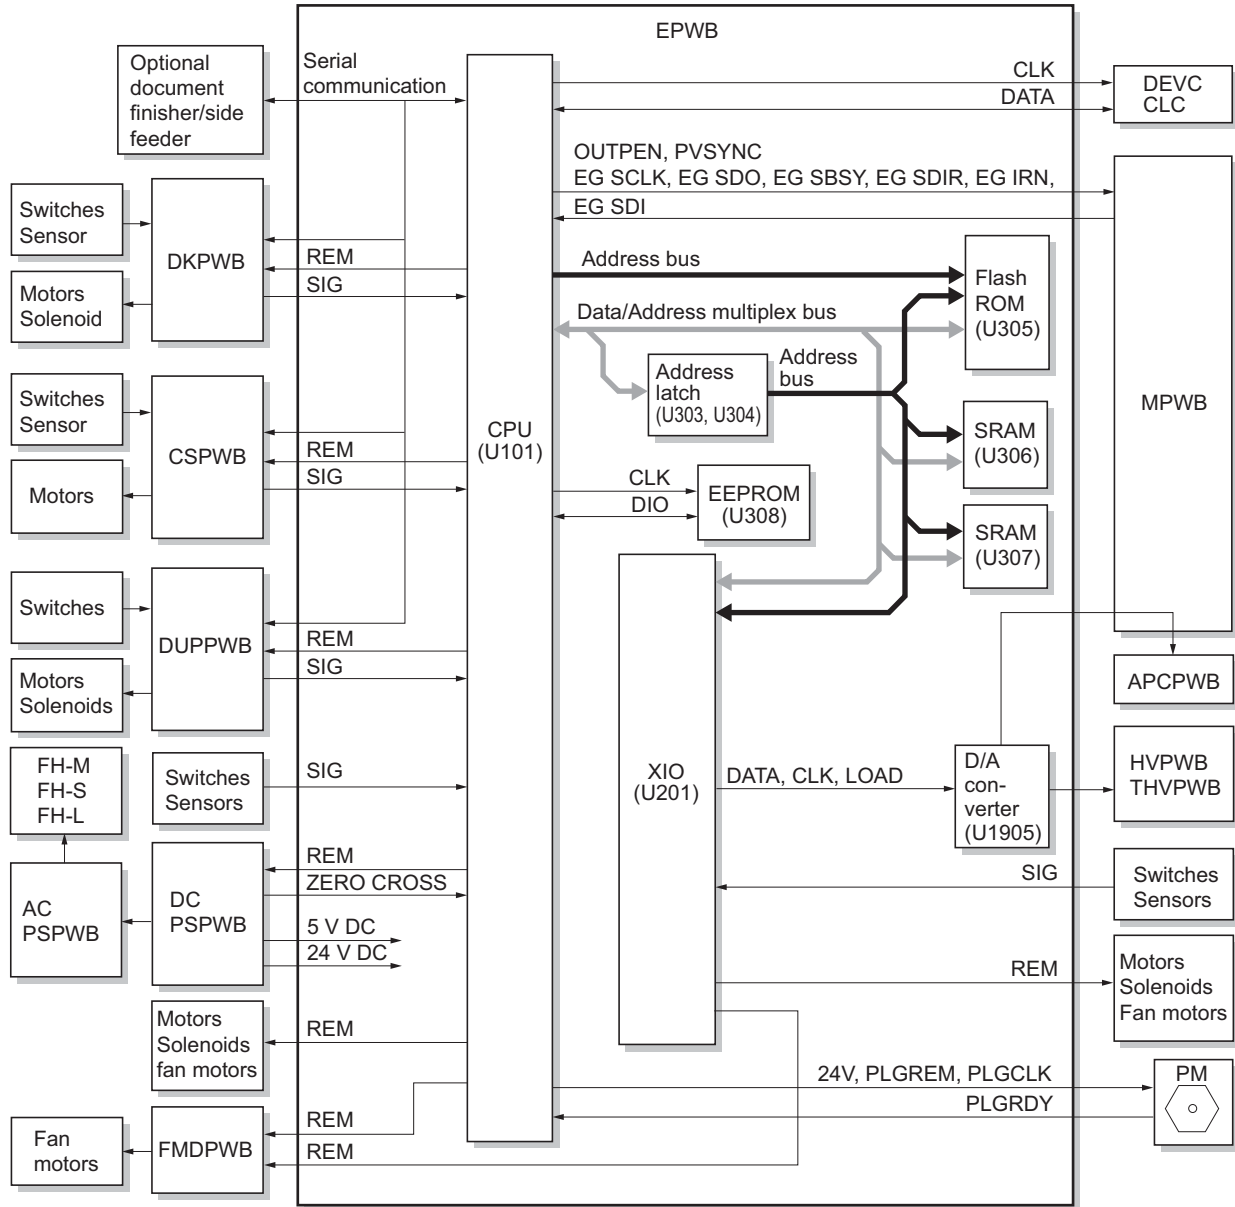 EPWB
Optional
document
finisher/side
feeder
Serial
communication
CLK
DATA
DEVC
CLC
OUTPEN, PVSYNC
EG SCLK, EG SDO, EG SBSY, EG SDIR, EG IRN,
EG SDI
MPWB
Switches
Sensor
DKPWB
Motors
Solenoid
REM
SIG
CPU
(U101)
Address bus
Data/Address multiplex bus
Flash
ROM
(U305)
Address
latch
(U303, U304)
Address
bus
Switches
Sensor
CSPWB
Motors
REM
SIG
SRAM
(U306)
CLK
DIO
EEPROM
(U308)
SRAM
(U307)
Switches
DUPPWB
Motors
Solenoids
REM
SIG
APCPWB
FH-M
FH-S
FH-L
Switches
Sensors
SIG
XIO
(U201)
DATA, CLK, LOAD
D/A
con-
verter
(U1905)
HVPWB
THVPWB
AC
PSPWB
DC
PSPWB
REM
ZERO CROSS
5 V DC
24 V DC
SIG
Switches
Sensors
REM
Motors
Solenoids
Fan motors
Motors
Solenoids
fan motors
REM
24V, PLGREM, PLGCLK
PLGRDY
PM
Fan
motors
FMDPWB
REM
REM